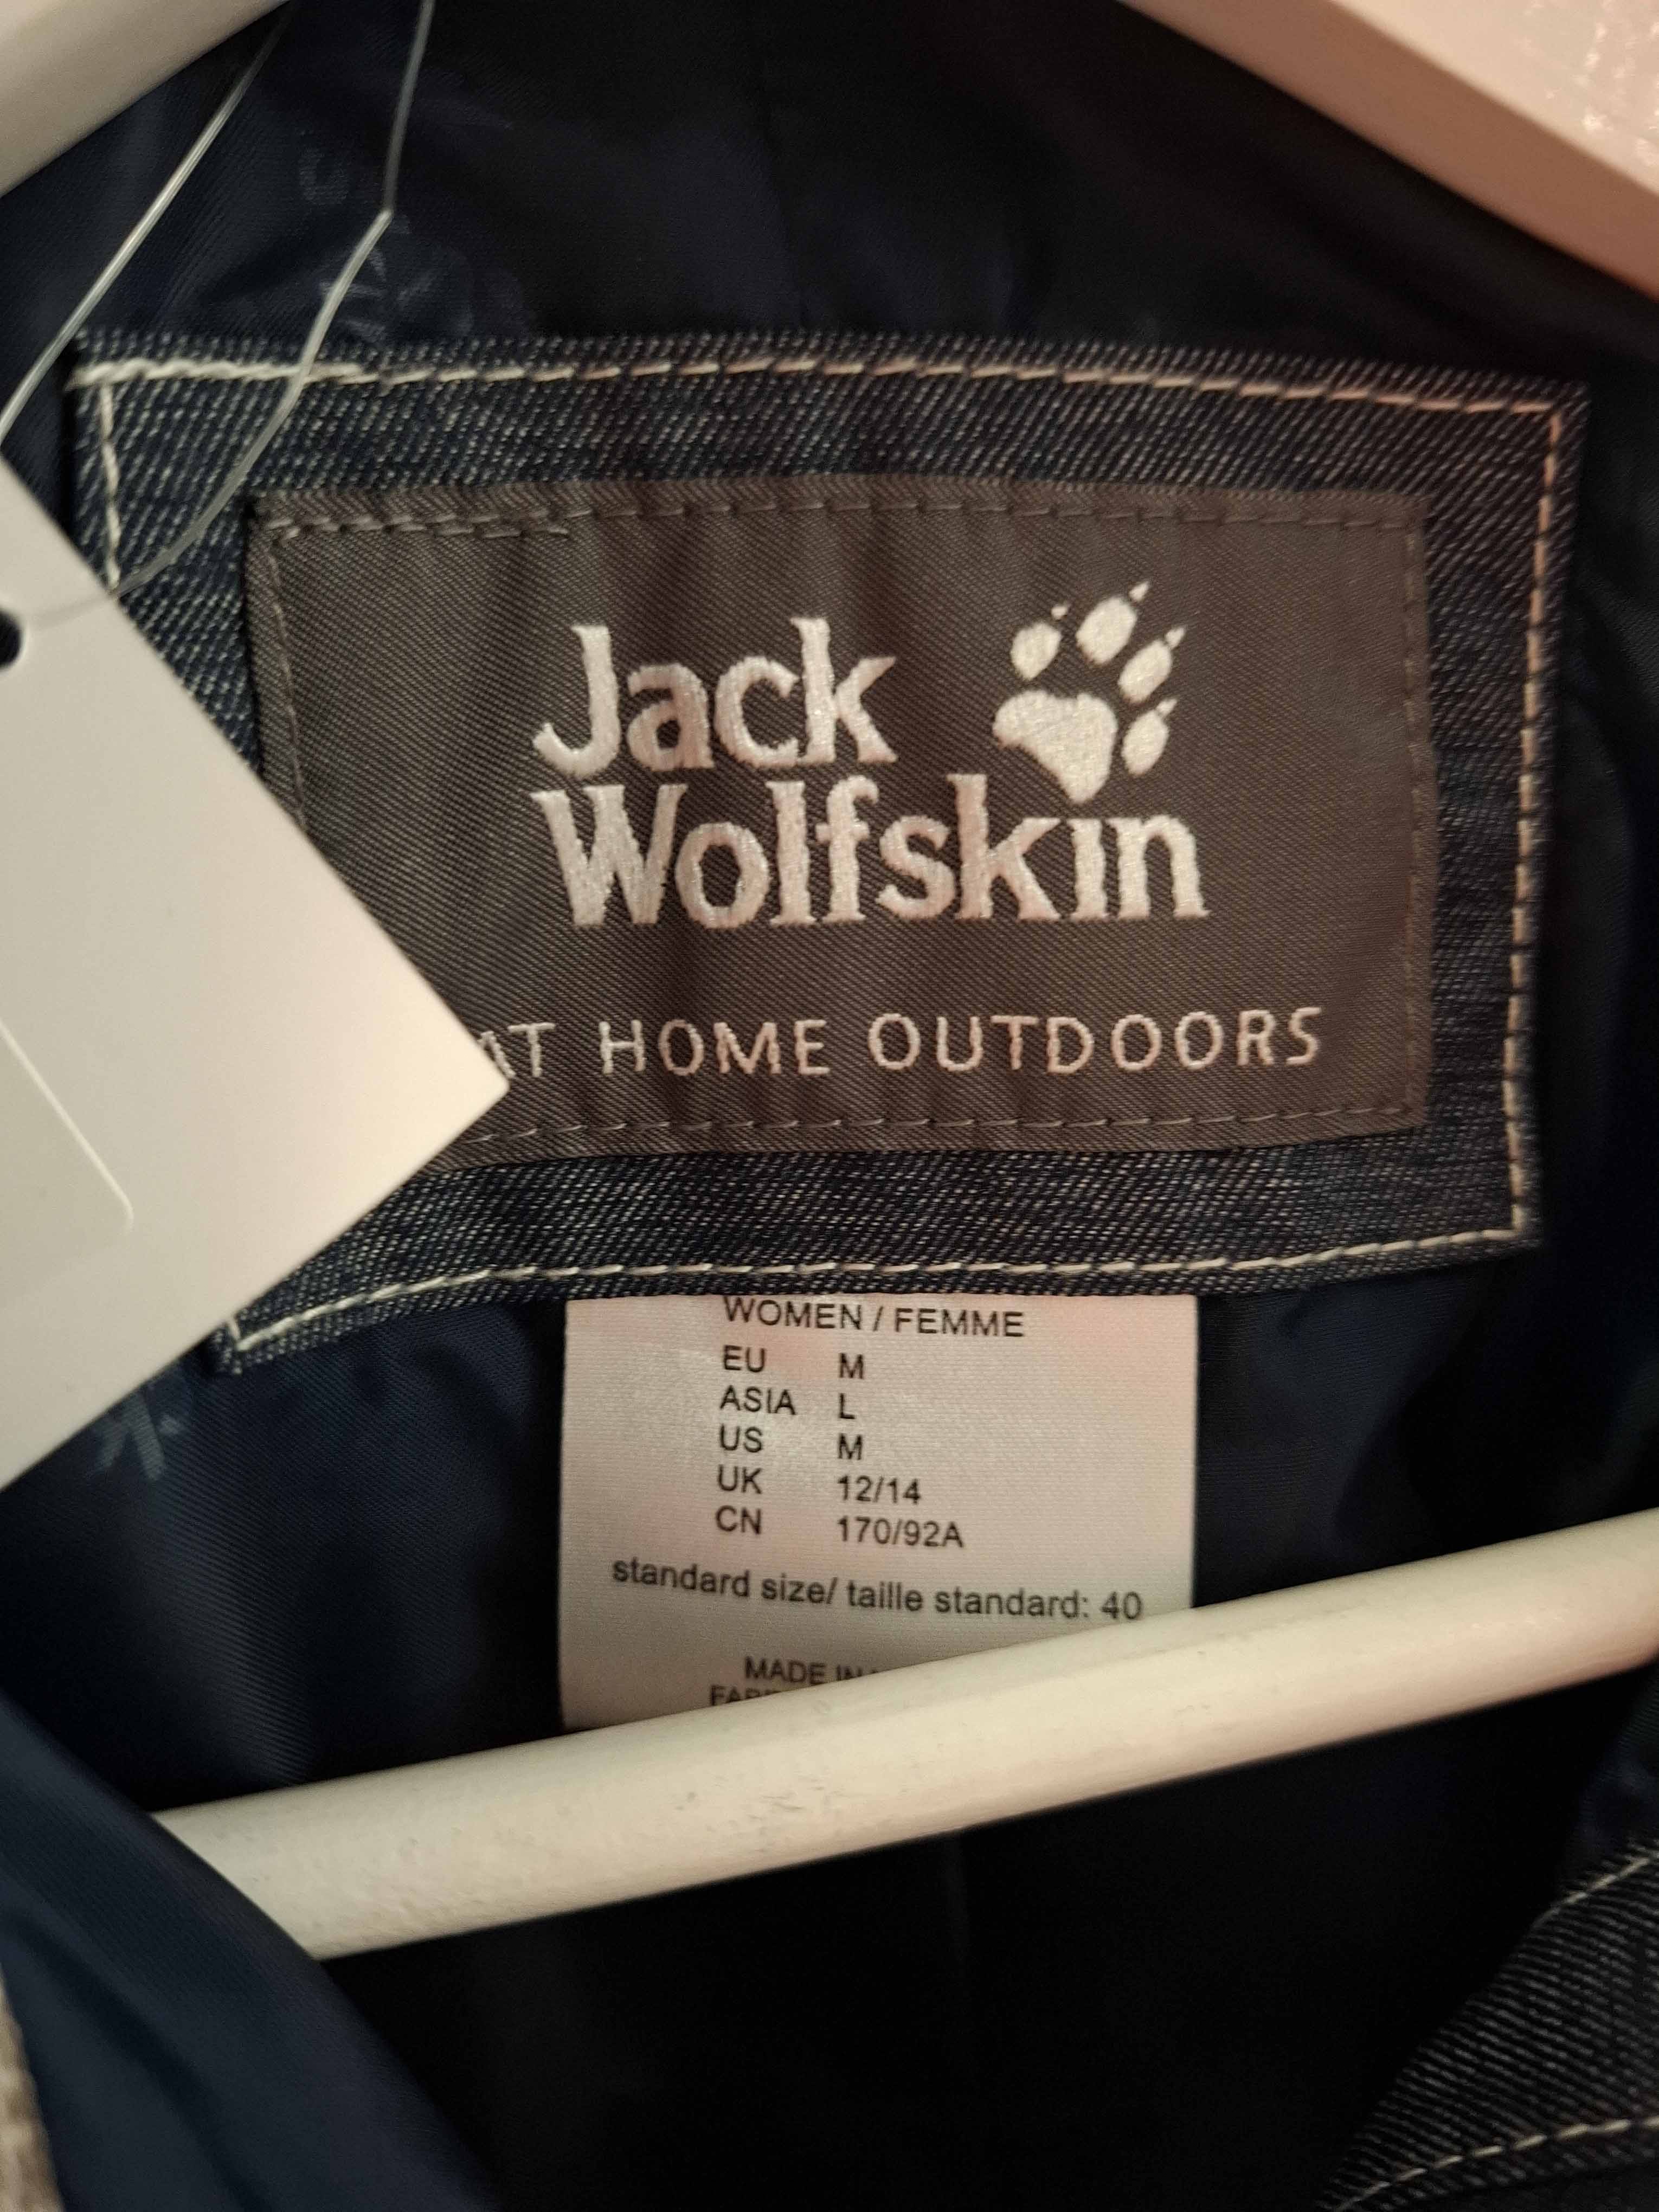 Jack
Wolfskin
AT HOME OUTDOORS
WOMEN / FEMME
EU M
ASIA L
US M
UK 12/14
CN 170/92A
standard size/ taille standard: 40
MADE IN